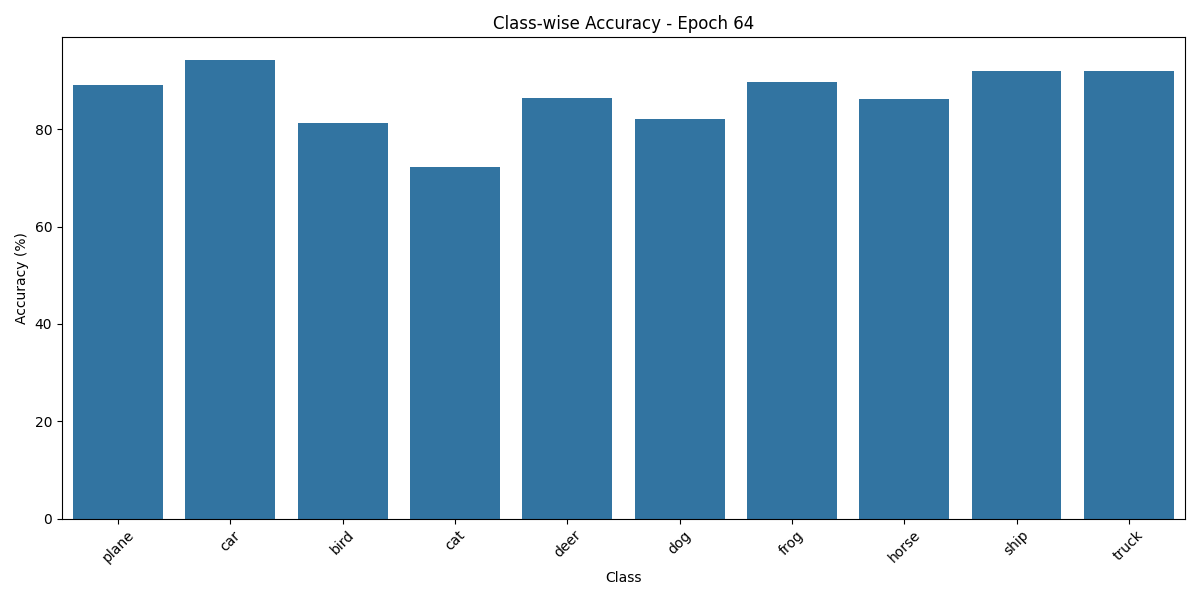 Class-wise Accuracy - Epoch 64
Accuracy (%)
80
60
40
20
0
plane
car
bird
cat
deer
dog
frog
horse
ship
truck
Class